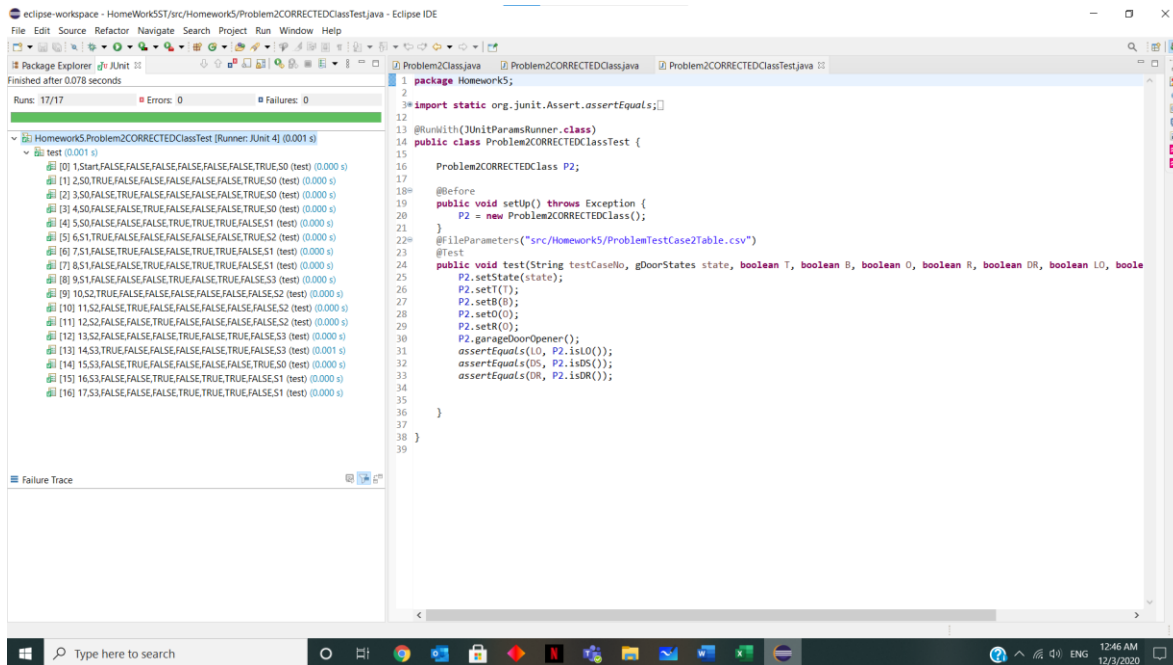 eclipse-workspace - HomeWork5ST/src/Homework5/Problem2CORRECTEDClassTest.java - Eclipse IDE
File Edit Source Refactor Navigate Search Project Run Window Help
Package Explorer JUnit
Problem2Class.java Problem2CORRECTEDClass.java Problem2CORRECTEDClassTest.java
Finished after 0.078 seconds
Runs: 17/17 Errors: 0 Failures: 0
Homework5.Problem2CORRECTEDClassTest [Runner: JUnit 4] (0.001 s)
test (0.001 s)
[0] 1,Start,FALSE,FALSE,FALSE,FALSE,FALSE,FALSE,TRUE,S0 (test) (0.000 s)
[1] 2,S0,TRUE,FALSE,FALSE,FALSE,FALSE,FALSE,TRUE,S0 (test) (0.000 s)
[2] 3,S0,FALSE,TRUE,FALSE,FALSE,FALSE,FALSE,TRUE,S0 (test) (0.000 s)
[3] 4,S0,FALSE,FALSE,TRUE,FALSE,FALSE,FALSE,TRUE,S0 (test) (0.000 s)
[4] 5,S0,FALSE,FALSE,FALSE,TRUE,TRUE,TRUE,FALSE,S1 (test) (0.000 s)
[5] 6,S1,TRUE,FALSE,FALSE,FALSE,FALSE,FALSE,TRUE,S2 (test) (0.000 s)
[6] 7,S1,FALSE,TRUE,FALSE,FALSE,TRUE,TRUE,FALSE,S1 (test) (0.000 s)
[7] 8,S1,FALSE,FALSE,TRUE,FALSE,TRUE,TRUE,FALSE,S1 (test) (0.000 s)
[8] 9,S1,FALSE,FALSE,FALSE,TRUE,FALSE,TRUE,FALSE,S3 (test) (0.000 s)
[9] 10,S2,TRUE,FALSE,FALSE,FALSE,FALSE,FALSE,FALSE,S2 (test) (0.000 s)
[10] 11,S2,FALSE,TRUE,FALSE,FALSE,FALSE,FALSE,FALSE,S2 (test) (0.000 s)
[11] 12,S2,FALSE,FALSE,TRUE,FALSE,FALSE,FALSE,FALSE,S2 (test) (0.000 s)
[12] 13,S2,FALSE,FALSE,FALSE,TRUE,FALSE,TRUE,FALSE,S3 (test) (0.000 s)
[13] 14,S3,TRUE,FALSE,FALSE,FALSE,FALSE,TRUE,FALSE,S3 (test) (0.001 s)
[14] 15,S3,FALSE,TRUE,FALSE,FALSE,FALSE,FALSE,TRUE,S0 (test) (0.000 s)
[15] 16,S3,FALSE,FALSE,TRUE,FALSE,TRUE,TRUE,FALSE,S1 (test) (0.000 s)
[16] 17,S3,FALSE,FALSE,FALSE,TRUE,TRUE,TRUE,FALSE,S1 (test) (0.000 s)
Failure Trace
1 package Homework5;
2
3 import static org.junit.Assert.assertEquals;
12
13 @RunWith(JUnitParamsRunner.class)
14 public class Problem2CORRECTEDClassTest {
15
16 Problem2CORRECTEDClass P2;
17
18 @Before
19 public void setUp() throws Exception {
20 P2 = new Problem2CORRECTEDClass();
21 }
22 @FileParameters("src/Homework5/ProblemTestCase2Table.csv")
23 @Test
24 public void test(String testCaseNo, gDoorStates state, boolean T, boolean B, boolean O, boolean R, boolean DR, boolean LO, boole
25 P2.setState(state);
26 P2.setT(T);
27 P2.setB(B);
28 P2.setO(O);
29 P2.setR(O);
30 P2.garageDoorOpener();
31 assertEquals(LO, P2.isLO());
32 assertEquals(DS, P2.isDS());
33 assertEquals(DR, P2.isDR());
34
35
36 }
37
38 }
39
Type here to search
ENG
12:46 AM
12/3/2020